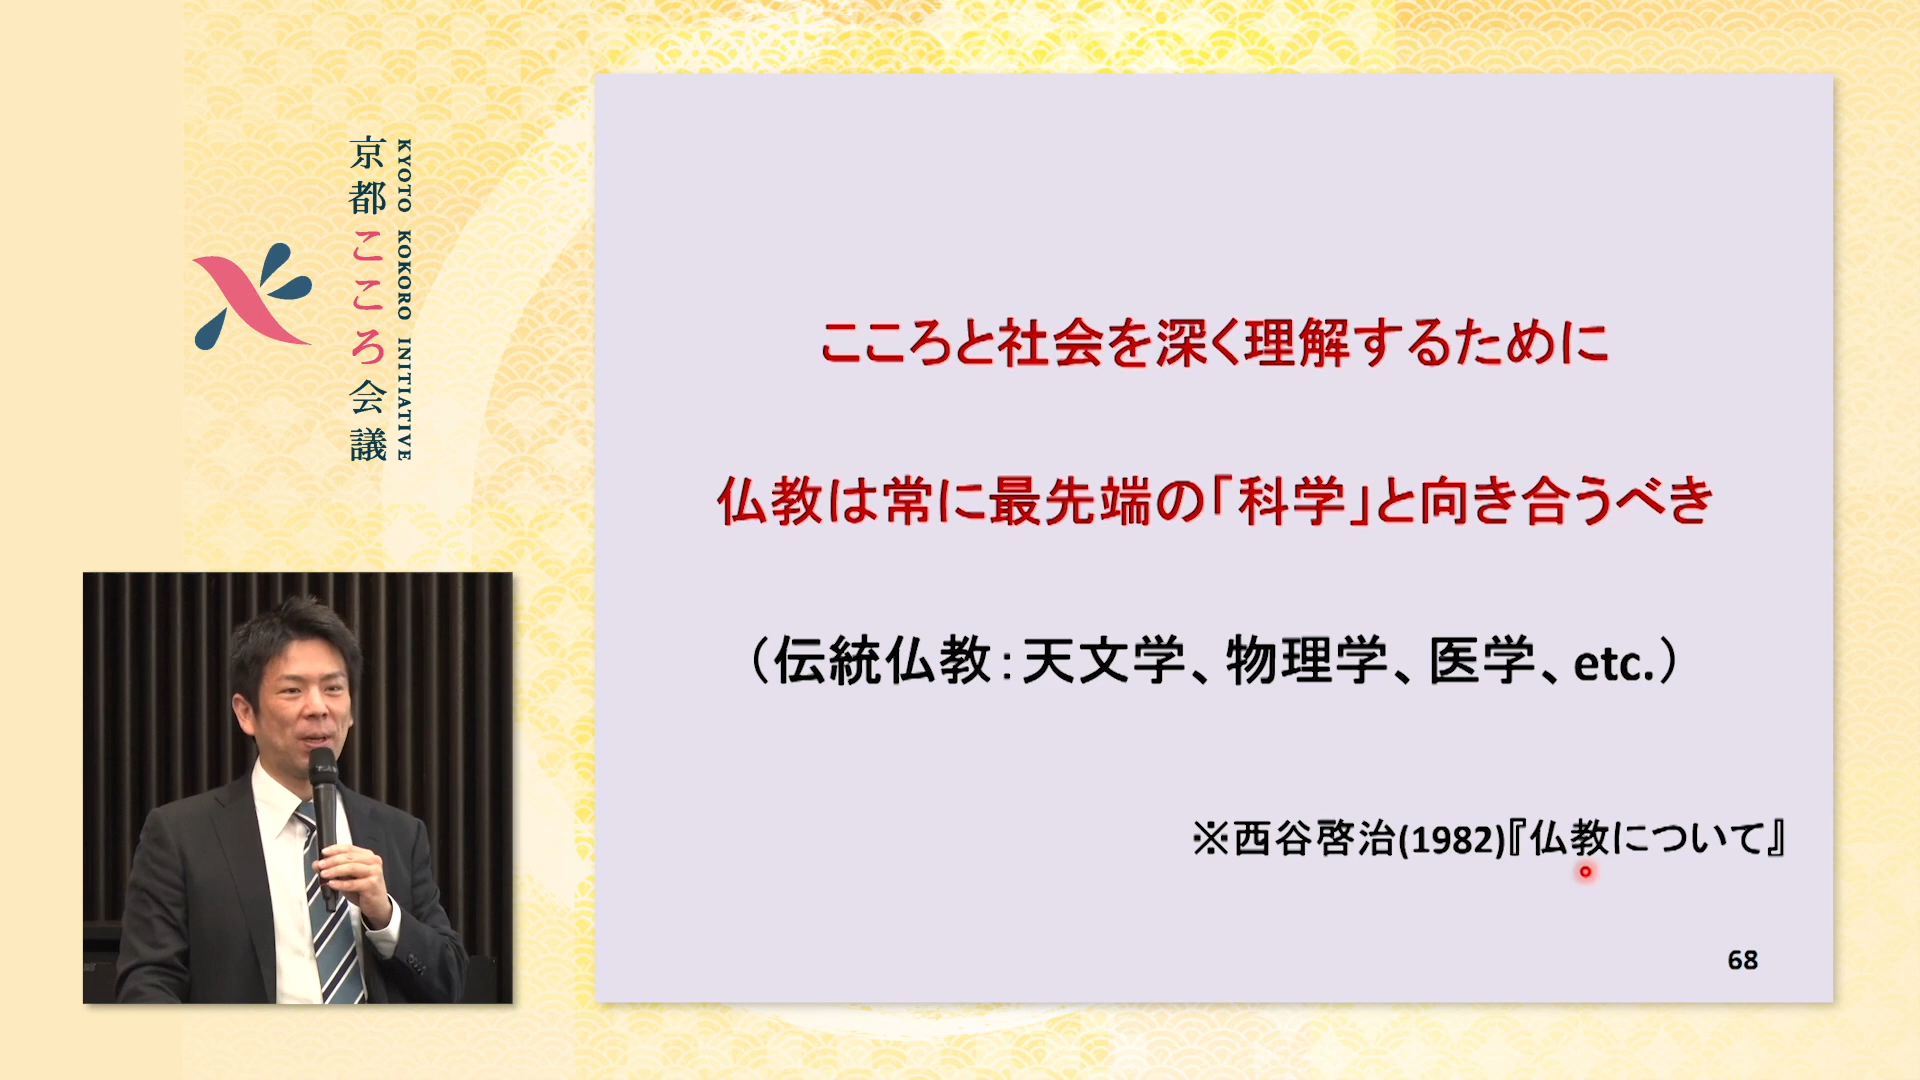 京都こころ会議
KYOTO KOKORO INITIATIVE
こころと社会を深く理解するために
仏教は常に最先端の「科学」と向き合うべき
（伝統仏教：天文学、物理学、医学、etc.）
※西谷啓治(1982)『仏教について』
68